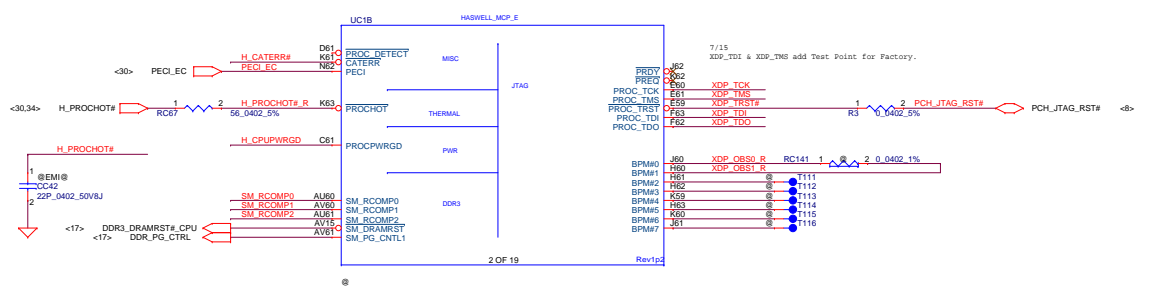 UC1B
HASWELL_MCP_E
7/15
XDP_TDI & XDP_TMS add Test Point for Factory.
D61 PROC_DETECT
H_CATERR# K61 CATERR
<30> PECI_EC PECI_EC N62 PECI
MISC
JTAG
J62 PRDY
K62 PREQ
PROC_TCK E60 XDP_TCK
PROC_TMS E61 XDP_TMS
PROC_TRST E59 XDP_TRST# 1 R3 2 0_0402_5% PCH_JTAG_RST# PCH_JTAG_RST# <8>
PROC_TDI F63 XDP_TDI
PROC_TDO F62 XDP_TDO
<30,34> H_PROCHOT# 1 RC67 2 56_0402_5% H_PROCHOT#_R K63 PROCHOT
THERMAL
H_CPUPWRGD C61 PROCPWRGD
PWR
H_PROCHOT#
1
@EMI@
CC42
22P_0402_50V8J
2
BPM#0 J60 XDP_OBS0_R RC141 1 @ 2 0_0402_1%
BPM#1 H60 XDP_OBS1_R
BPM#2 H61 @ T111
BPM#3 H62 @ T112
BPM#4 K59 @ T113
BPM#5 H63 @ T114
BPM#6 K60 @ T115
BPM#7 J61 @ T116
SM_RCOMP0 AU60 SM_RCOMP0
SM_RCOMP1 AV60 SM_RCOMP1
SM_RCOMP2 AU61 SM_RCOMP2
<17> DDR3_DRAMRST#_CPU AV15 SM_DRAMRST
<17> DDR_PG_CTRL AV61 SM_PG_CNTL1
DDR3
2 OF 19
Rev1p2
@